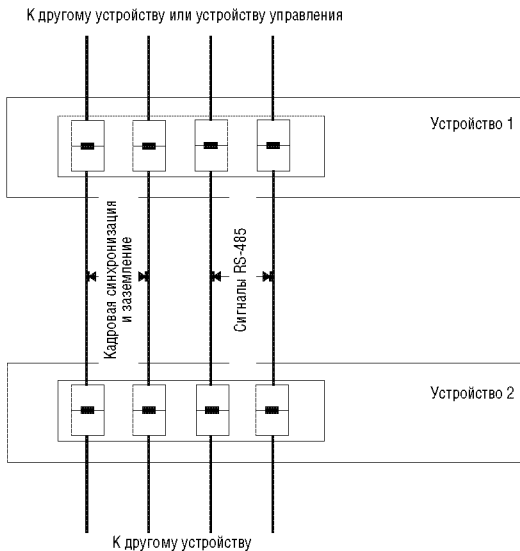 К другому устройству или устройству управления
Устройство 1
Кадровая синхронизация
и заземление
Сигналы RS-485
Устройство 2
К другому устройству